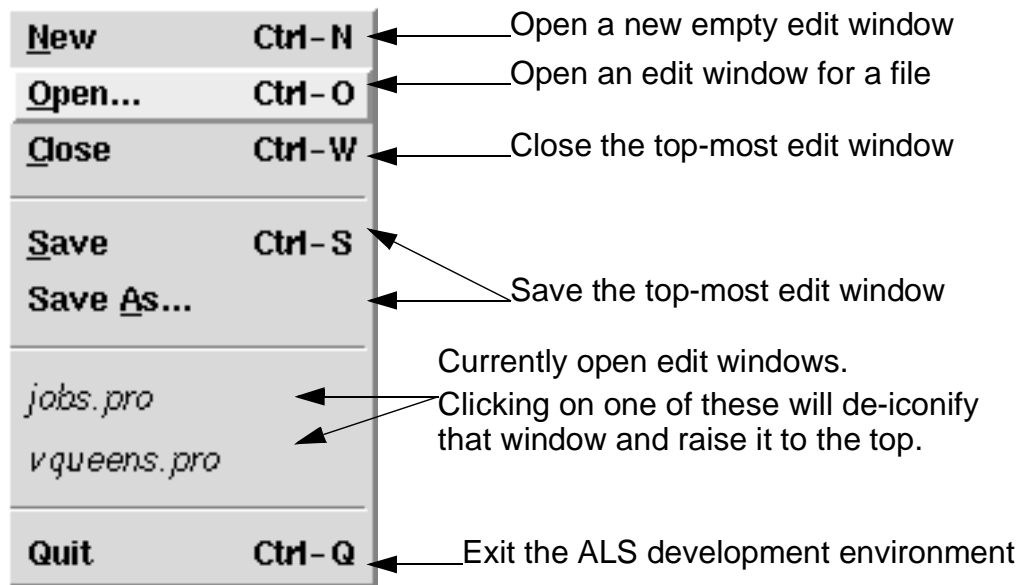 New Ctrl-N Open a new empty edit window
Open... Ctrl-O Open an edit window for a file
Close Ctrl-W Close the top-most edit window
Save Ctrl-S
Save As... Save the top-most edit window
Currently open edit windows.
jobs.pro Clicking on one of these will de-iconify
vqueens.pro that window and raise it to the top.
Quit Ctrl-Q Exit the ALS development environment